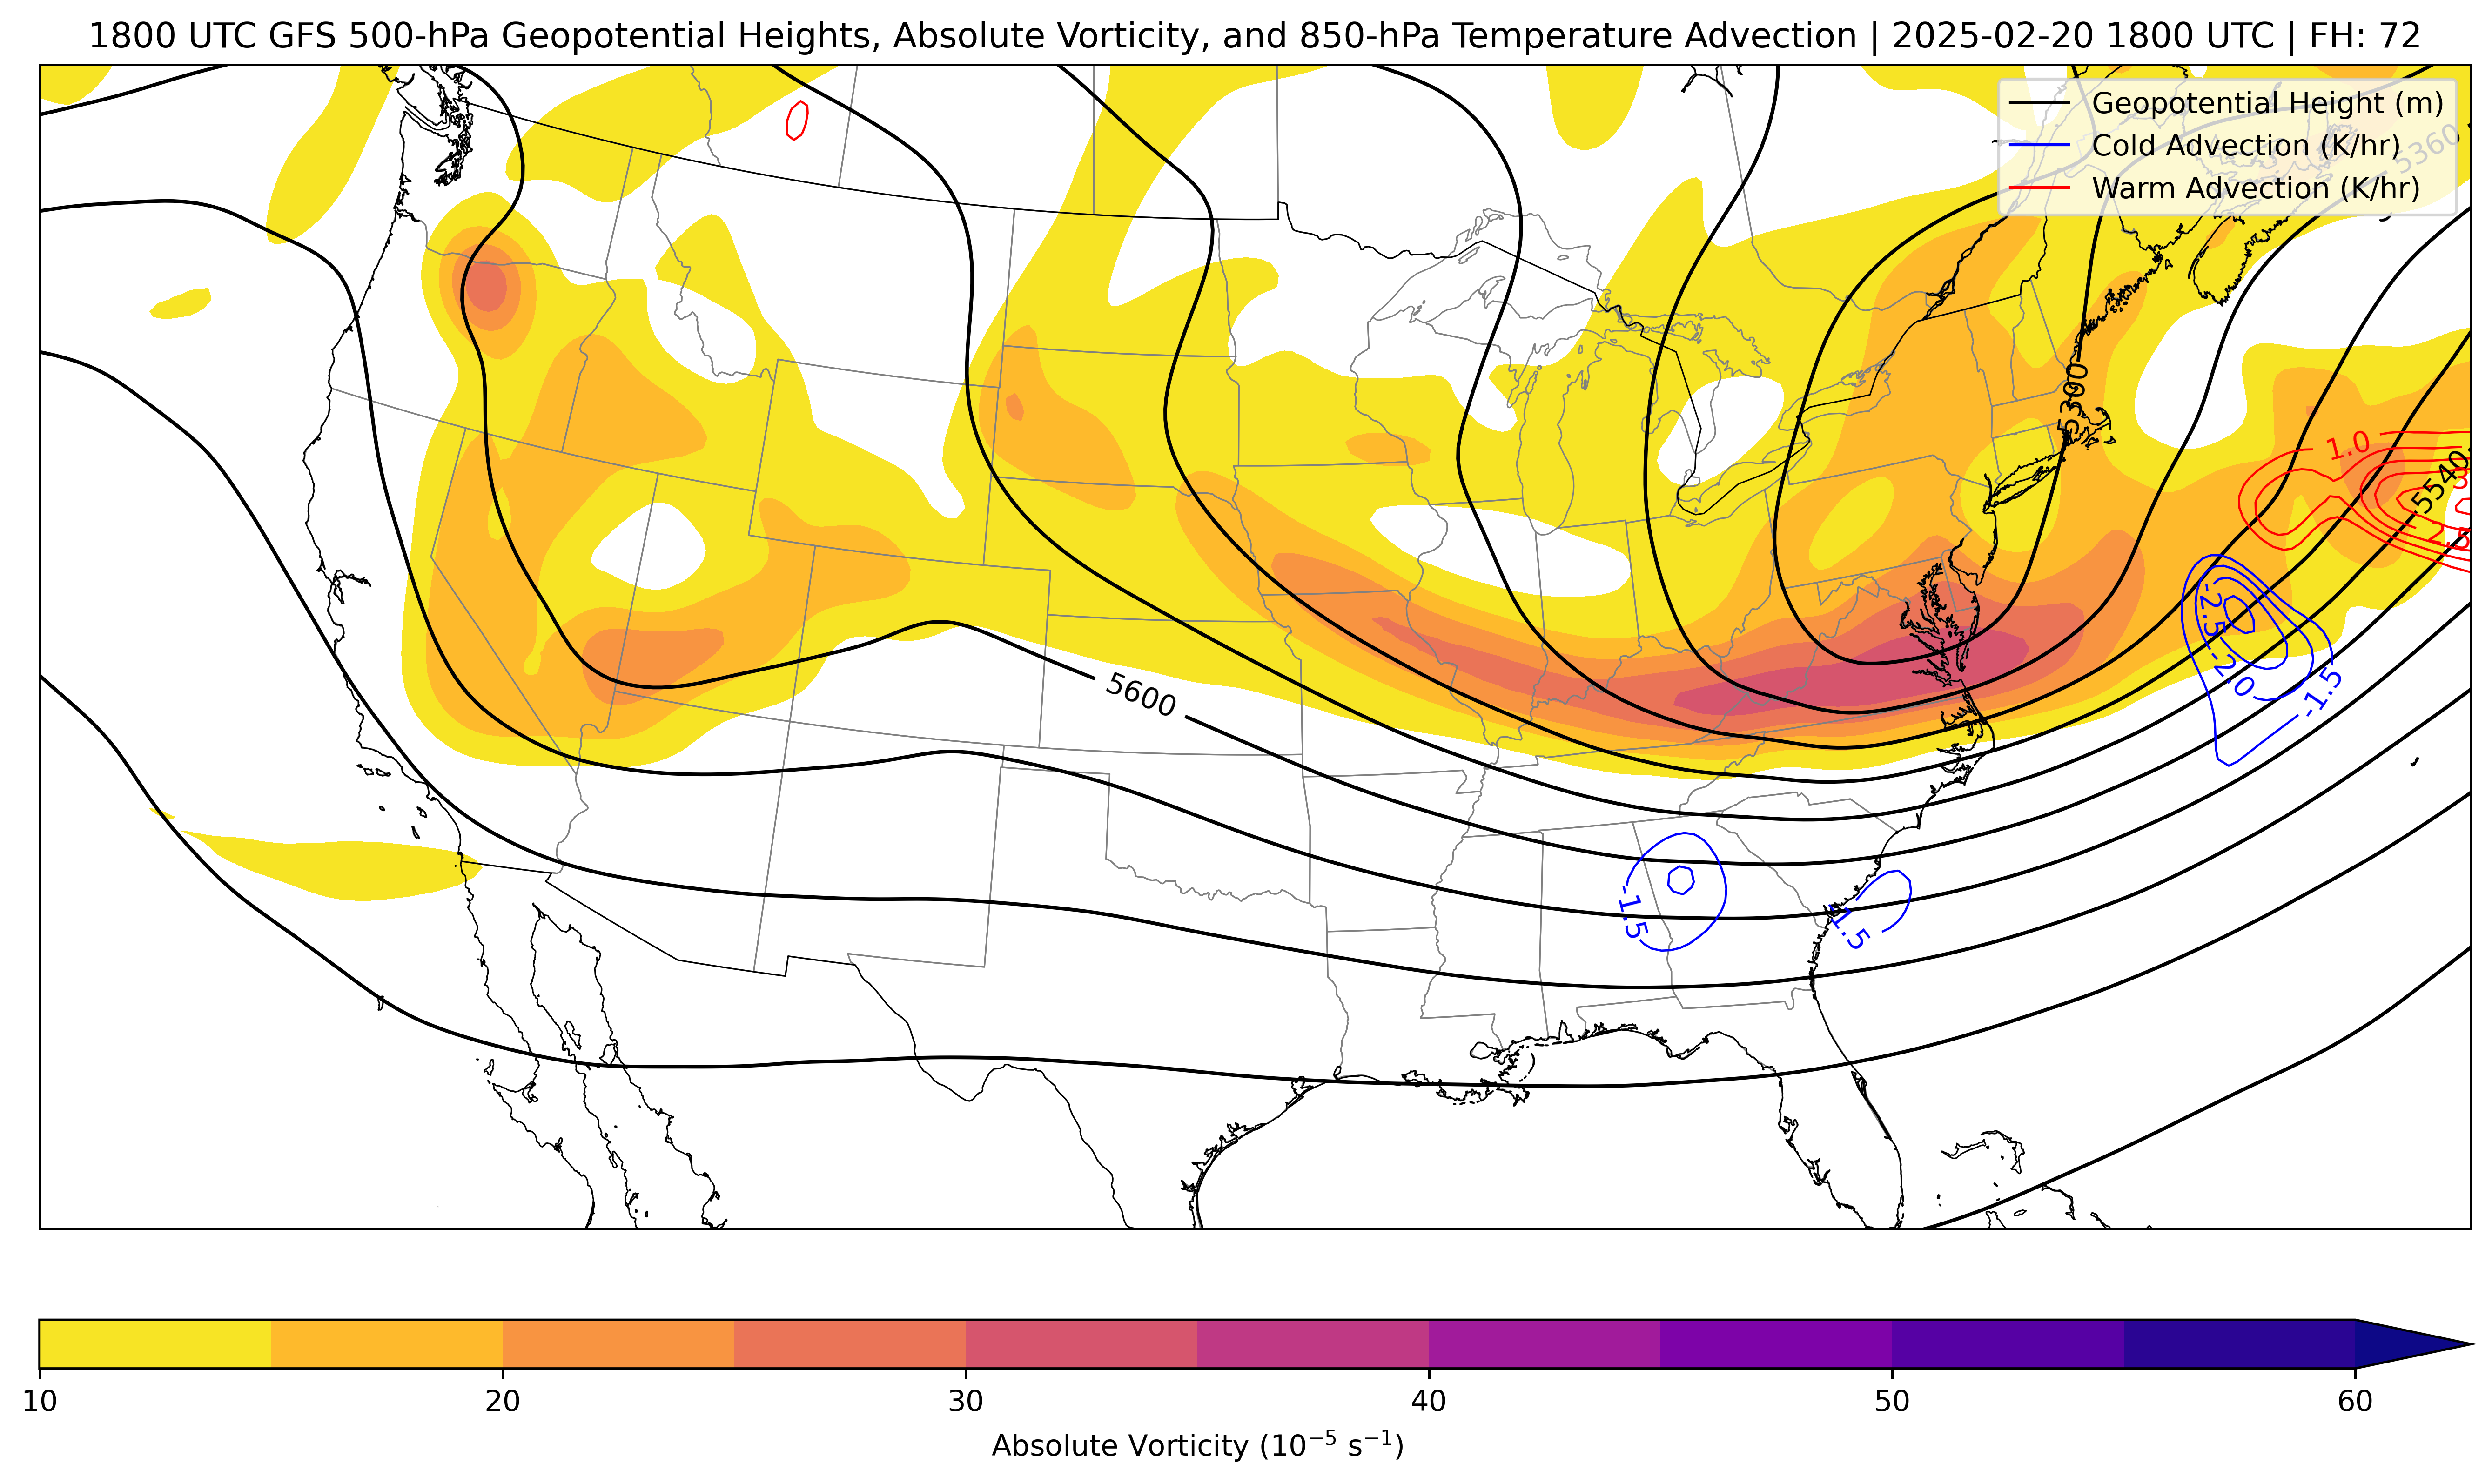 1800 UTC GFS 500-hPa Geopotential Heights, Absolute Vorticity, and 850-hPa Temperature Advection | 2025-02-20 1800 UTC | FH: 72
Geopotential Height (m)
Cold Advection (K/hr)
Warm Advection (K/hr)
5360
5300
1.0
5540
-2.5
-2.0
-1.5
5600
-1.5
-1.5
10 20 30 40 50 60
Absolute Vorticity (10⁻⁵ s⁻¹)